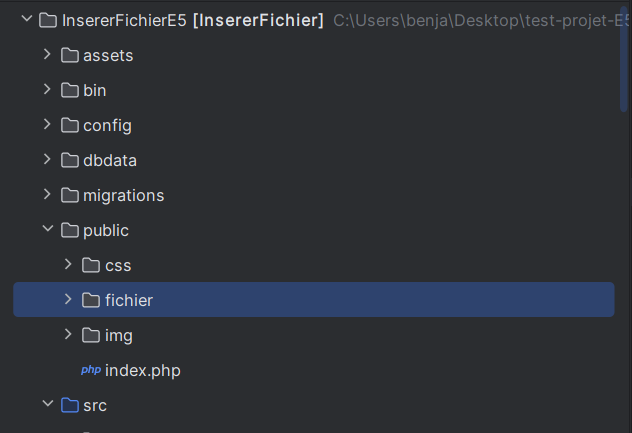 InsererFichierE5 [InsererFichier] C:\Users\benja\Desktop\test-projet-E5
assets
bin
config
dbdata
migrations
public
css
fichier
img
php index.php
src